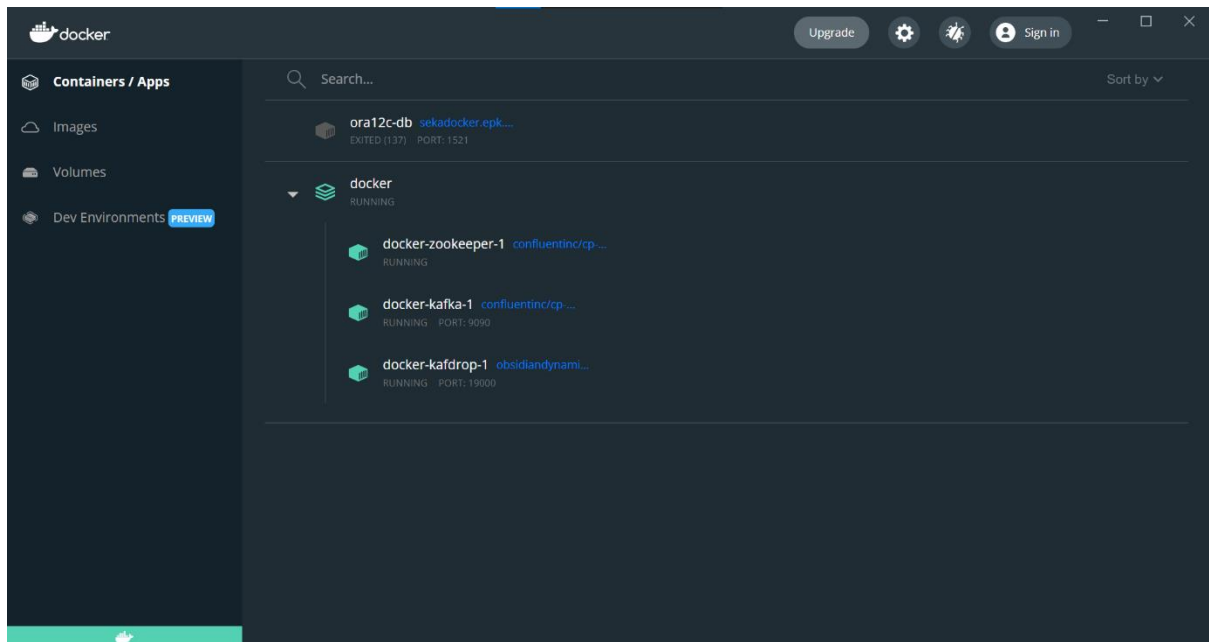 docker
Upgrade
Sign in
Containers / Apps
Search...
Sort by
Images
ora12c-db sekadocker.epk....
EXITED (137) PORT: 1521
Volumes
docker
RUNNING
Dev Environments PREVIEW
docker-zookeeper-1 confluentinc/cp-...
RUNNING
docker-kafka-1 confluentinc/cp-...
RUNNING PORT: 9090
docker-kafdrop-1 obsidiandynami...
RUNNING PORT: 19000